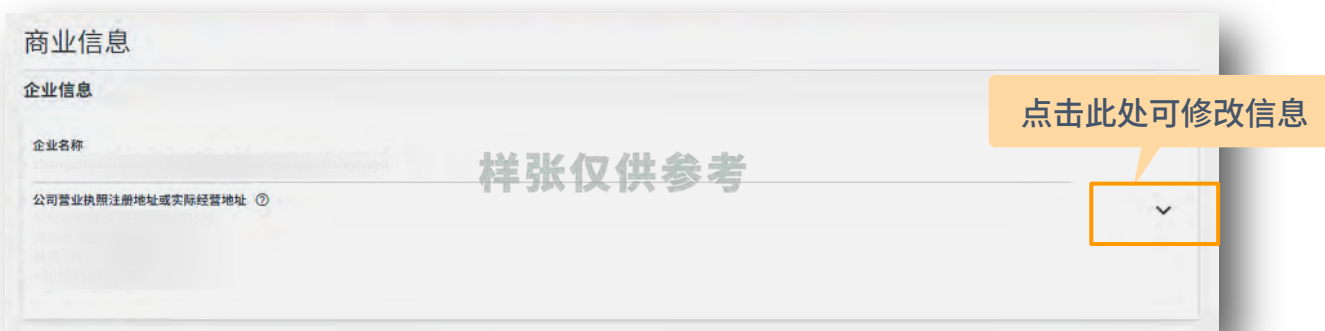 商业信息
企业信息
点击此处可修改信息
企业名称
样张仅供参考
公司营业执照注册地址或实际经营地址 ?